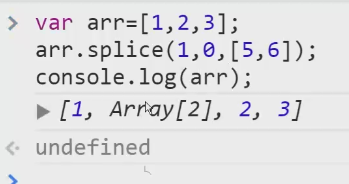 var arr=[1,2,3];
arr.splice(1,0,[5,6]);
console.log(arr);
[1, Array[2], 2, 3]
undefined